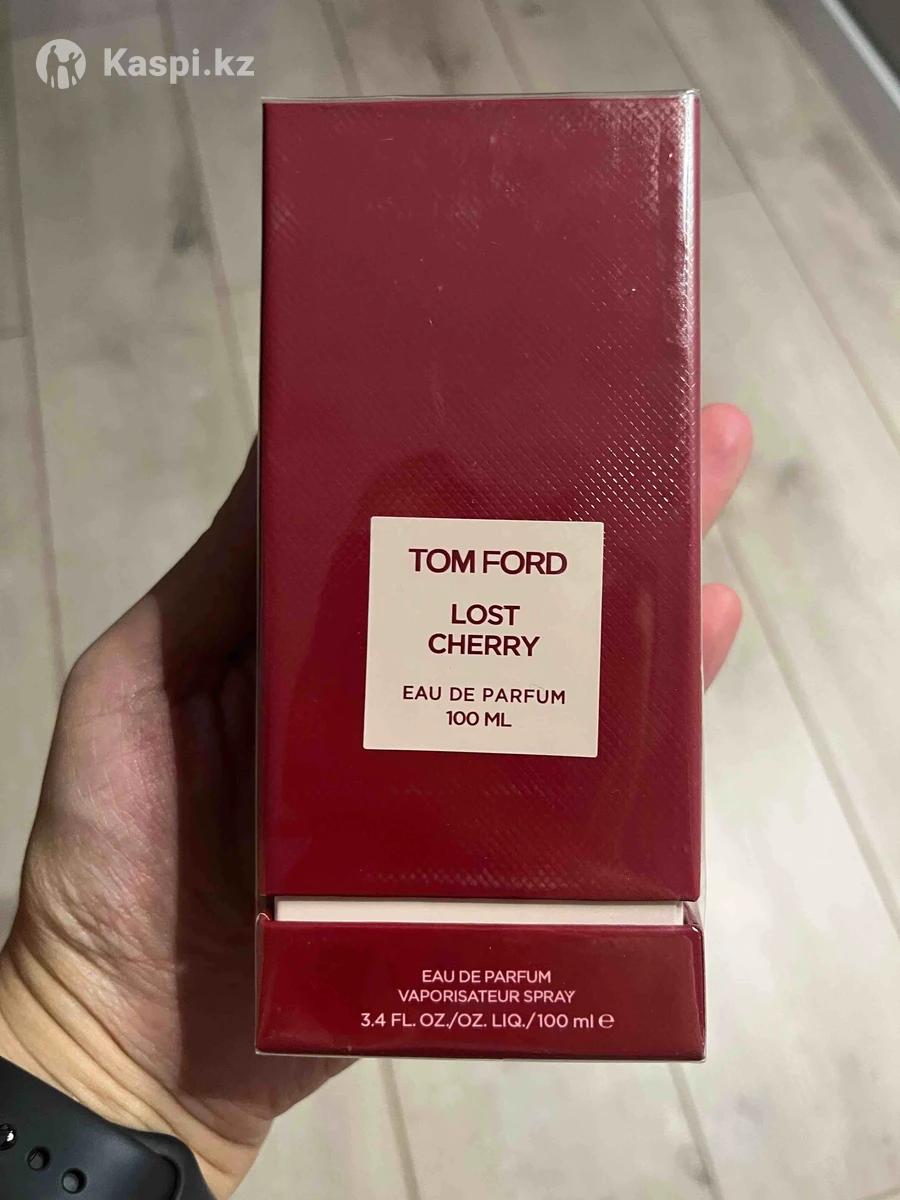 Kaspi.kz
TOM FORD
LOST
CHERRY
EAU DE PARFUM
100 ML
EAU DE PARFUM
VAPORISATEUR SPRAY
3.4 FL. OZ./OZ. LIQ./100 ml ℮